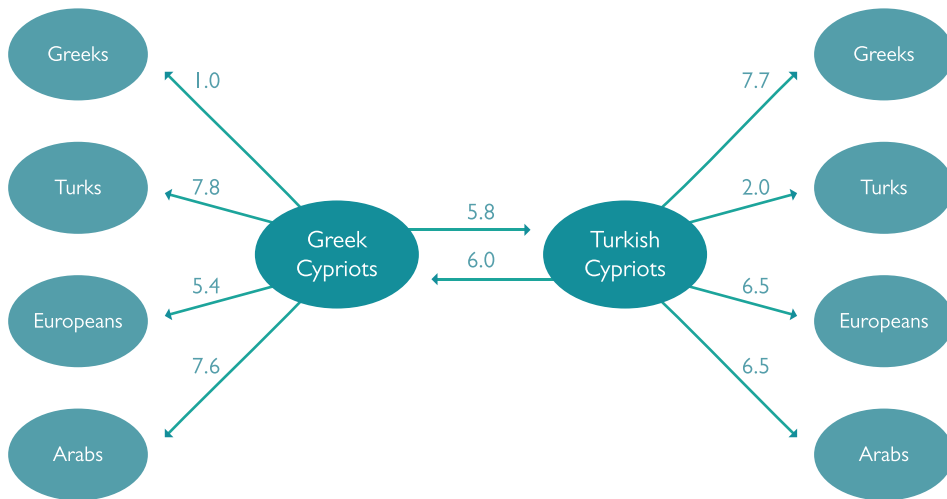 Greeks
1.0
7.7
Greeks
Turks
7.8
2.0
Turks
5.8
Greek
Cypriots
Turkish
Cypriots
6.0
Europeans
5.4
6.5
Europeans
7.6
6.5
Arabs
Arabs